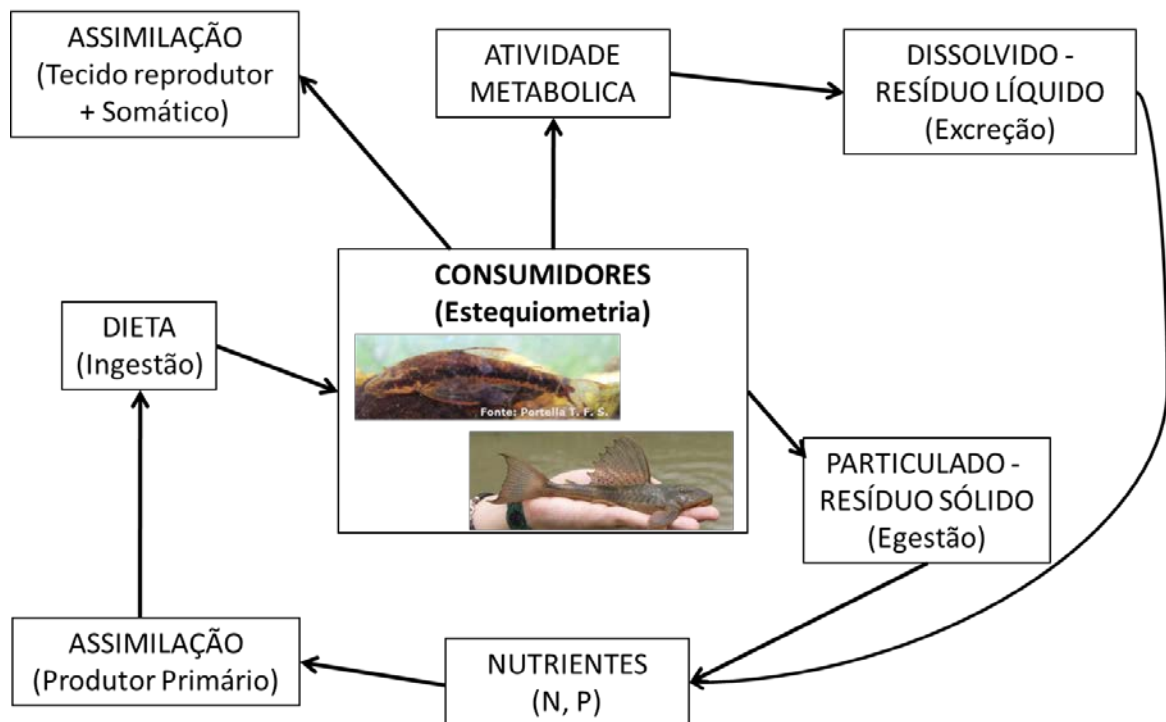 ASSIMILAÇÃO
(Tecido reprodutor
+ Somático)
ATIVIDADE
METABOLICA
DISSOLVIDO -
RESÍDUO LÍQUIDO
(Excreção)
CONSUMIDORES
(Estequiometria)
Fonte: Portella T. F. S.
DIETA
(Ingestão)
PARTICULADO -
RESÍDUO SÓLIDO
(Egestão)
ASSIMILAÇÃO
(Produtor Primário)
NUTRIENTES
(N, P)